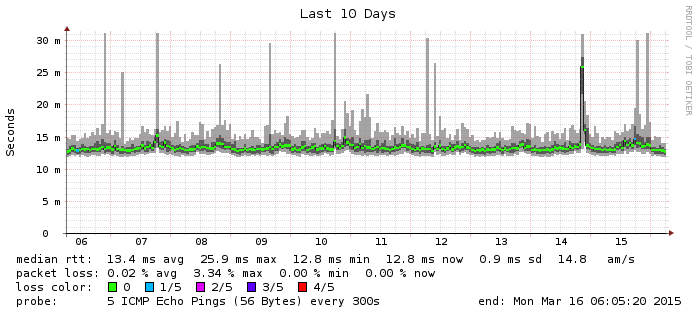 Last 10 Days
RRDTOOL / TOBI OETIKER
Seconds
30 m
25 m
20 m
15 m
10 m
5 m
0
06 07 08 09 10 11 12 13 14 15
median rtt: 13.4 ms avg 25.9 ms max 12.8 ms min 12.8 ms now 0.9 ms sd 14.8 am/s
packet loss: 0.02 % avg 3.34 % max 0.00 % min 0.00 % now
loss color: 0 1/5 2/5 3/5 4/5
probe: 5 ICMP Echo Pings (56 Bytes) every 300s end: Mon Mar 16 06:05:20 2015